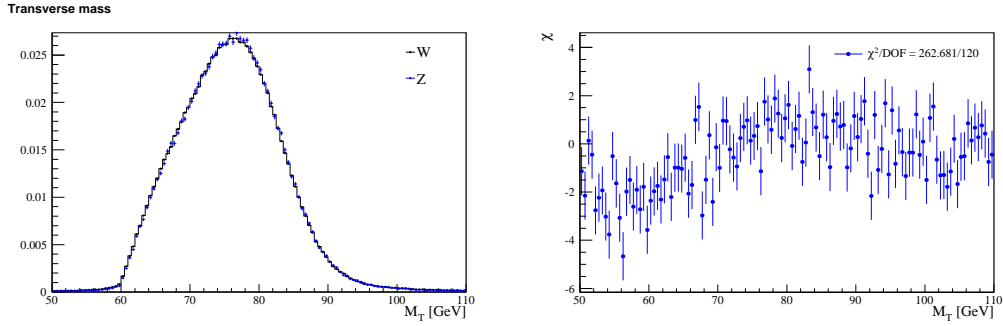 Transverse mass
0.025
0.02
0.015
0.01
0.005
0
50 60 70 80 90 100 110
M_T [GeV]
W
Z
χ
4
2
0
-2
-4
-6
50 60 70 80 90 100 110
M_T [GeV]
χ²/DOF = 262.681/120